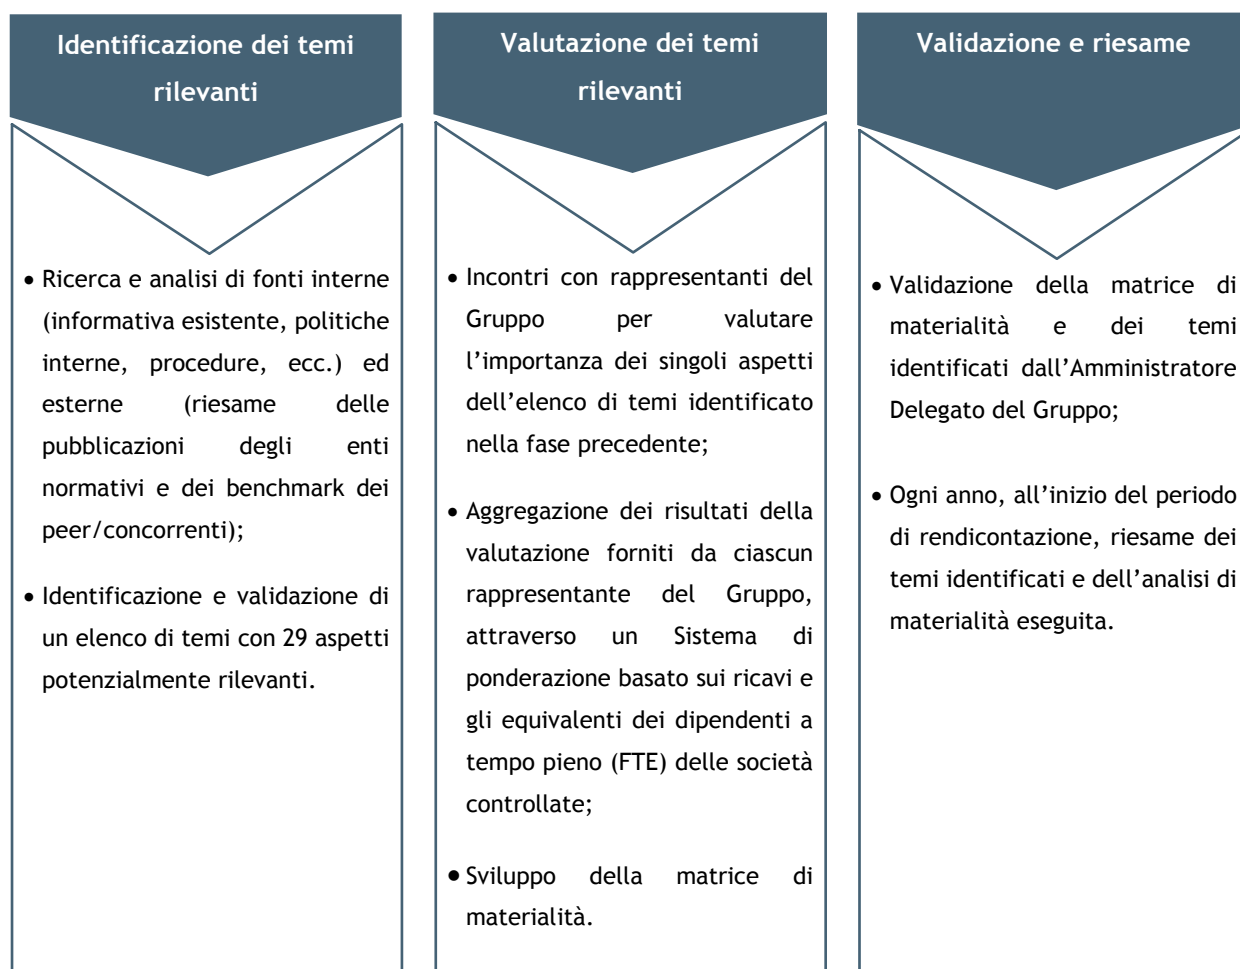 Identificazione dei temi
rilevanti
• Ricerca e analisi di fonti interne
(informativa esistente, politiche
interne, procedure, ecc.) ed
esterne (riesame delle
pubblicazioni degli enti
normativi e dei benchmark dei
peer/concorrenti);
• Identificazione e validazione di
un elenco di temi con 29 aspetti
potenzialmente rilevanti.
Valutazione dei temi
rilevanti
• Incontri con rappresentanti del
Gruppo per valutare
l’importanza dei singoli aspetti
dell’elenco di temi identificato
nella fase precedente;
• Aggregazione dei risultati della
valutazione forniti da ciascun
rappresentante del Gruppo,
attraverso un Sistema di
ponderazione basato sui ricavi e
gli equivalenti dei dipendenti a
tempo pieno (FTE) delle società
controllate;
• Sviluppo della matrice di
materialità.
Validazione e riesame
• Validazione della matrice di
materialità e dei temi
identificati dall’Amministratore
Delegato del Gruppo;
• Ogni anno, all’inizio del periodo
di rendicontazione, riesame dei
temi identificati e dell’analisi di
materialità eseguita.